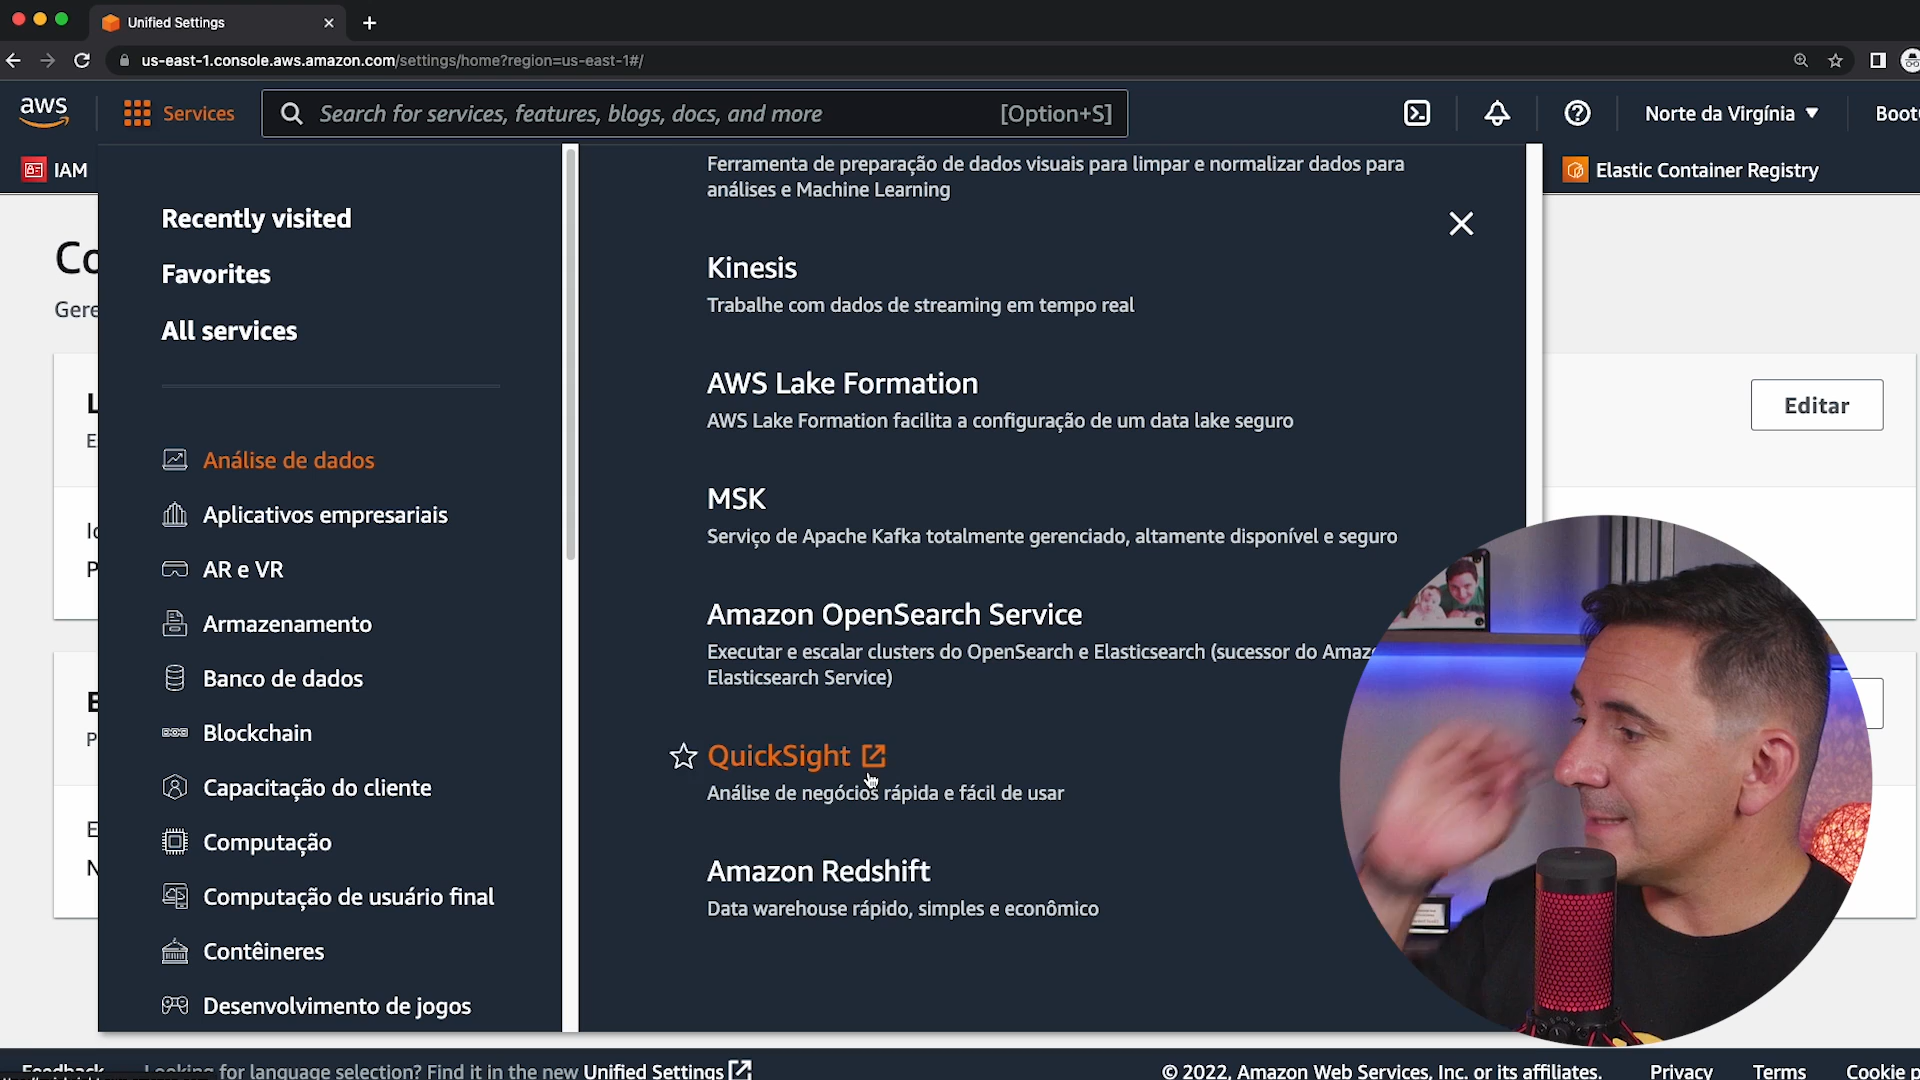 Unified Settings
us-east-1.console.aws.amazon.com/settings/home?region=us-east-1#/
aws
Services
Search for services, features, blogs, docs, and more
[Option+S]
Norte da Virgínia
IAM
Elastic Container Registry
Recently visited
Favorites
All services
Análise de dados
Aplicativos empresariais
AR e VR
Armazenamento
Banco de dados
Blockchain
Capacitação do cliente
Computação
Computação de usuário final
Contêineres
Desenvolvimento de jogos
Ferramenta de preparação de dados visuais para limpar e normalizar dados para
análises e Machine Learning
Kinesis
Trabalhe com dados de streaming em tempo real
AWS Lake Formation
AWS Lake Formation facilita a configuração de um data lake seguro
MSK
Serviço de Apache Kafka totalmente gerenciado, altamente disponível e seguro
Amazon OpenSearch Service
Executar e escalar clusters do OpenSearch e Elasticsearch (sucessor do
Elasticsearch Service)
QuickSight
Análise de negócios rápida e fácil de usar
Amazon Redshift
Data warehouse rápido, simples e econômico
Editar
Feedback
Looking for language selection? Find it in the new Unified Settings
© 2022, Amazon Web Services, Inc. or its affiliates.
Privacy
Terms
Cookie